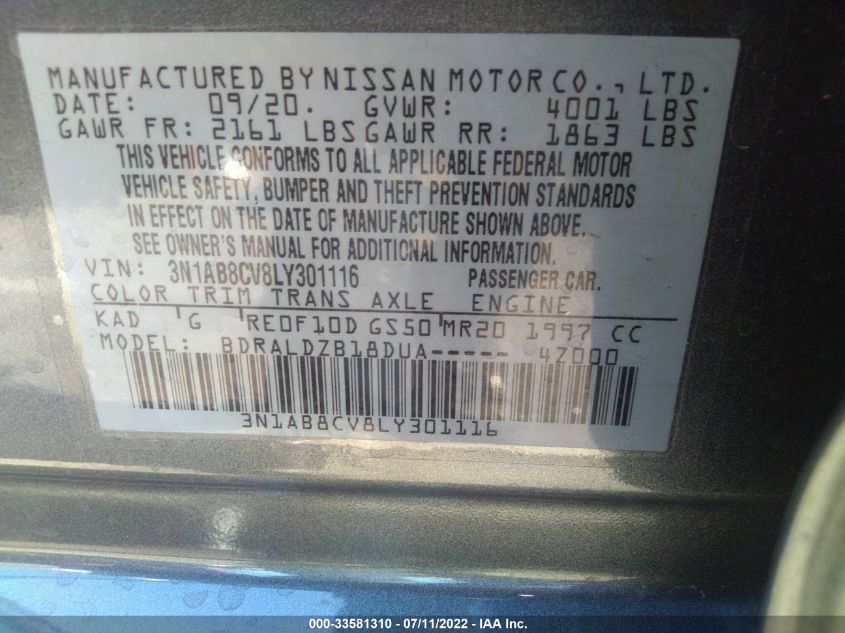 MANUFACTURED BY NISSAN MOTOR CO., LTD.
DATE: 09/20. GVWR: 4001 LBS
GAWR FR: 2161 LBS GAWR RR: 1863 LBS
THIS VEHICLE CONFORMS TO ALL APPLICABLE FEDERAL MOTOR
VEHICLE SAFETY, BUMPER AND THEFT PREVENTION STANDARDS
IN EFFECT ON THE DATE OF MANUFACTURE SHOWN ABOVE.
SEE OWNER'S MANUAL FOR ADDITIONAL INFORMATION.
VIN: 3N1AB8CV8LY301116 PASSENGER CAR.
COLOR TRIM TRANS AXLE ENGINE
KAD G RE0F10D GS50 MR20 1997 CC
MODEL: BDRALDZB18DUA----- 4Z000
3N1AB8CV8LY301116
000-33581310 - 07/11/2022 - IAA Inc.